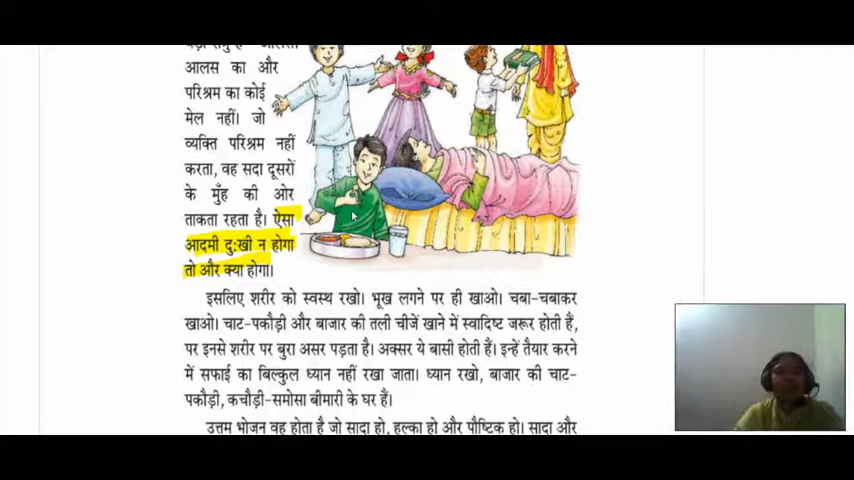 आलस का और
परिश्रम का कोई
मेल नहीं। जो
व्यक्ति परिश्रम नहीं
करता, वह सदा दूसरों
के मुँह की ओर
ताकता रहता है। ऐसा
आदमी दुःखी न होगा
तो और क्या होगा।
इसलिए शरीर को स्वस्थ रखो। भूख लगने पर ही खाओ। चबा-चबाकर
खाओ। चाट-पकौड़ी और बाजार की तली चीजें खाने में स्वादिष्ट जरूर होती हैं,
पर इनसे शरीर पर बुरा असर पड़ता है। अक्सर ये बासी होती हैं। इन्हें तैयार करने
में सफाई का बिल्कुल ध्यान नहीं रखा जाता। ध्यान रखो, बाजार की चाट-
पकौड़ी, कचौड़ी-समोसा बीमारी के घर हैं।
उत्तम भोजन वह होता है जो सादा हो, हल्का हो और पौष्टिक हो। सादा और